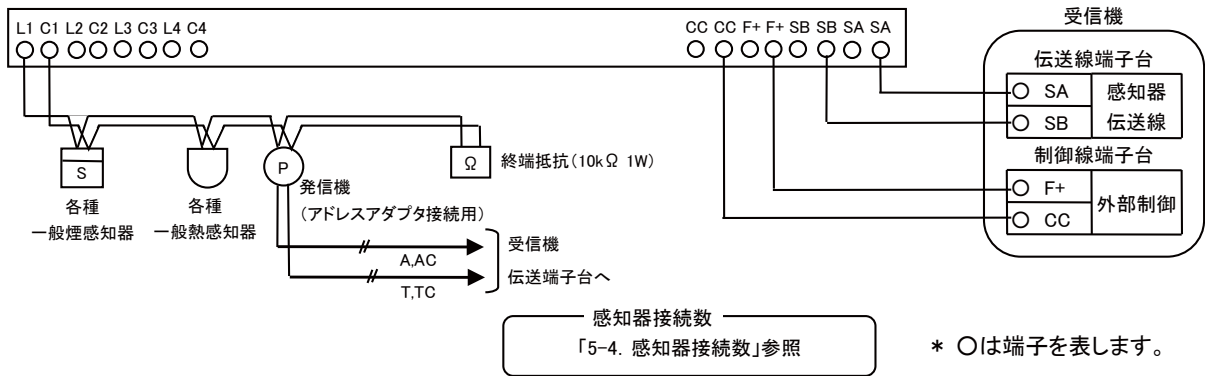 L1 C1 L2 C2 L3 C3 L4 C4
CC CC F+ F+ SB SB SA SA
受信機
伝送線端子台
SA
SB
感知器
伝送線
制御線端子台
F+
CC
外部制御
S
各種
一般煙感知器
各種
一般熱感知器
P
発信機
(アドレスアダプタ接続用)
Ω
終端抵抗(10kΩ 1W)
A,AC
T,TC
受信機
伝送端子台へ
感知器接続数
「5-4. 感知器接続数」参照
* 〇は端子を表します。